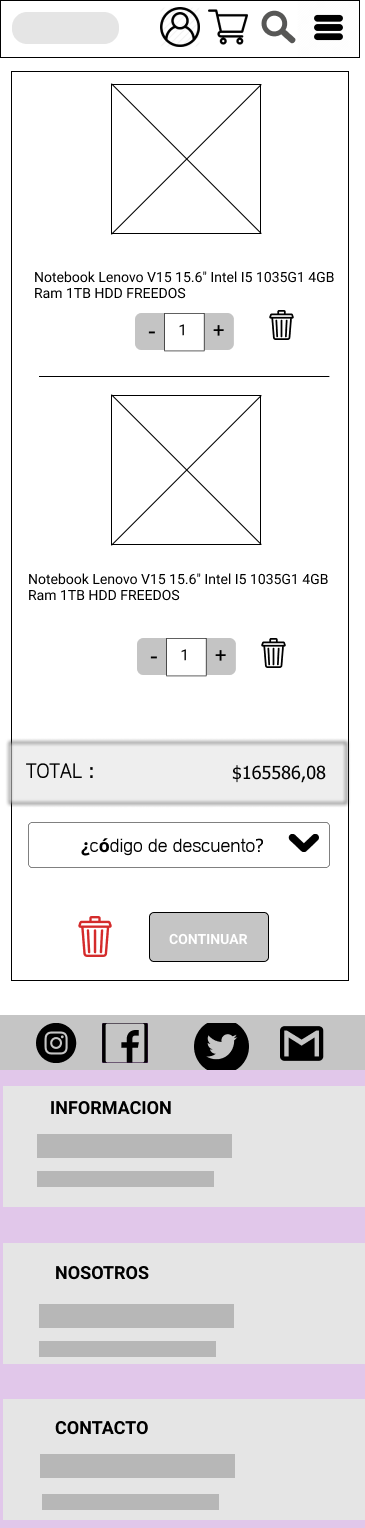 Notebook Lenovo V15 15.6" Intel I5 1035G1 4GB
Ram 1TB HDD FREEDOS
- 1 +
Notebook Lenovo V15 15.6" Intel I5 1035G1 4GB
Ram 1TB HDD FREEDOS
- 1 +
TOTAL : $165586,08
¿código de descuento?
CONTINUAR
INFORMACION
NOSOTROS
CONTACTO